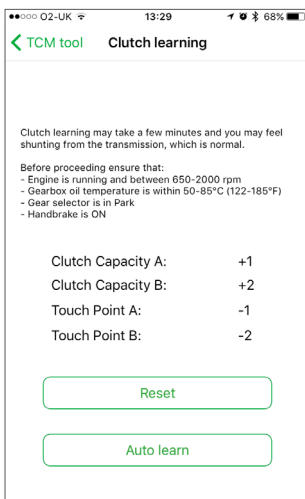 O2-UK 13:29 68%
TCM tool Clutch learning
Clutch learning may take a few minutes and you may feel
shunting from the transmission, which is normal.
Before proceeding ensure that:
- Engine is running and between 650-2000 rpm
- Gearbox oil temperature is within 50-85°C (122-185°F)
- Gear selector is in Park
- Handbrake is ON
Clutch Capacity A: +1
Clutch Capacity B: +2
Touch Point A: -1
Touch Point B: -2
Reset
Auto learn